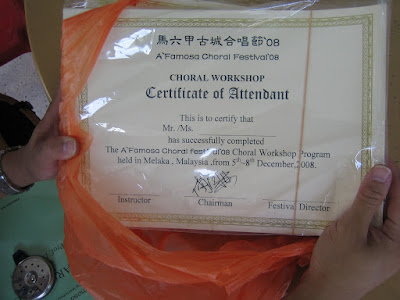 馬六甲古城合唱節'08
A'Famosa Choral Festival'08
CHORAL WORKSHOP
Certificate of Attendant
This is to certify that
Mr. /Ms.
has successfully completed
The A'Famosa Choral festival'08 Choral Workshop Program
held in Melaka , Malaysia ,from 5th-8th December,2008.
Instructor Chairman Festival Director